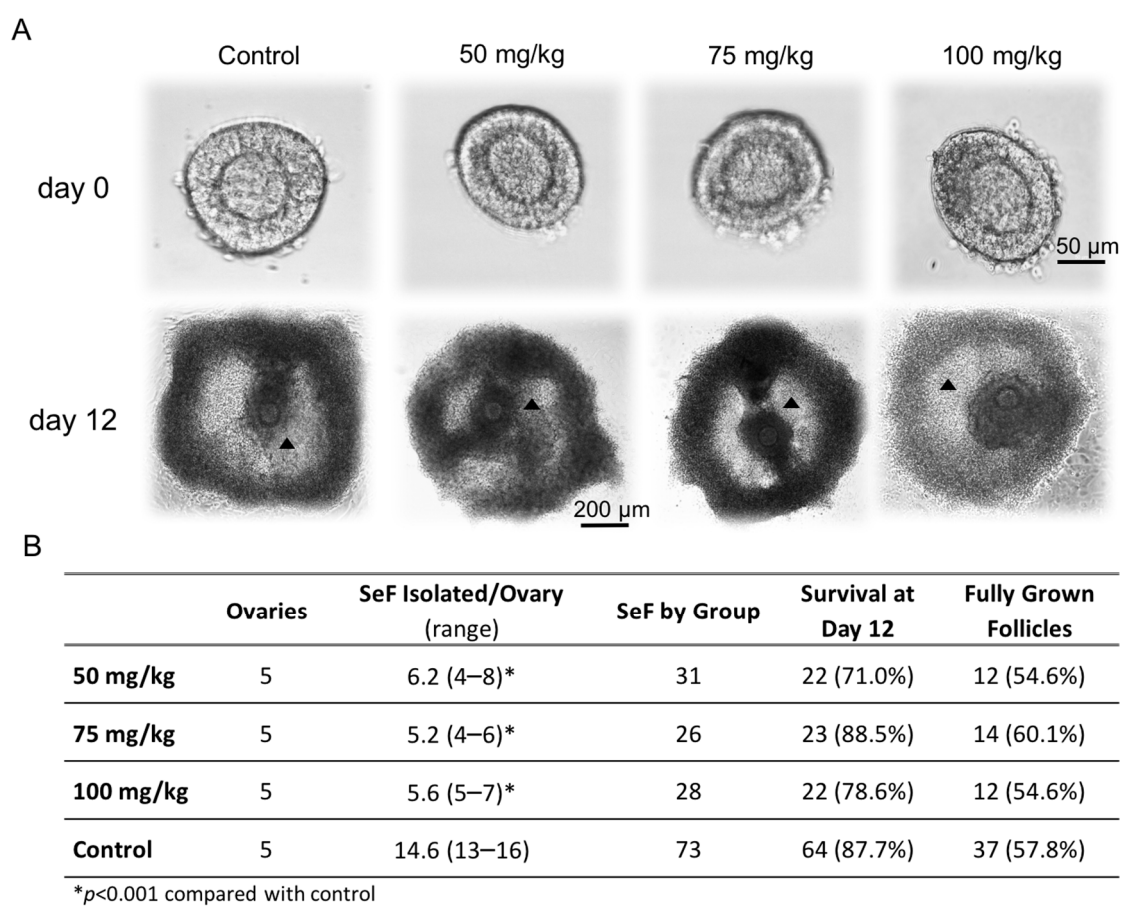 A
Control 50 mg/kg 75 mg/kg 100 mg/kg
day 0
50 µm
day 12
200 µm
B
Ovaries SeF Isolated/Ovary (range) SeF by Group Survival at Day 12 Fully Grown Follicles
50 mg/kg 5 6.2 (4–8)* 31 22 (71.0%) 12 (54.6%)
75 mg/kg 5 5.2 (4–6)* 26 23 (88.5%) 14 (60.1%)
100 mg/kg 5 5.6 (5–7)* 28 22 (78.6%) 12 (54.6%)
Control 5 14.6 (13–16) 73 64 (87.7%) 37 (57.8%)
*p<0.001 compared with control